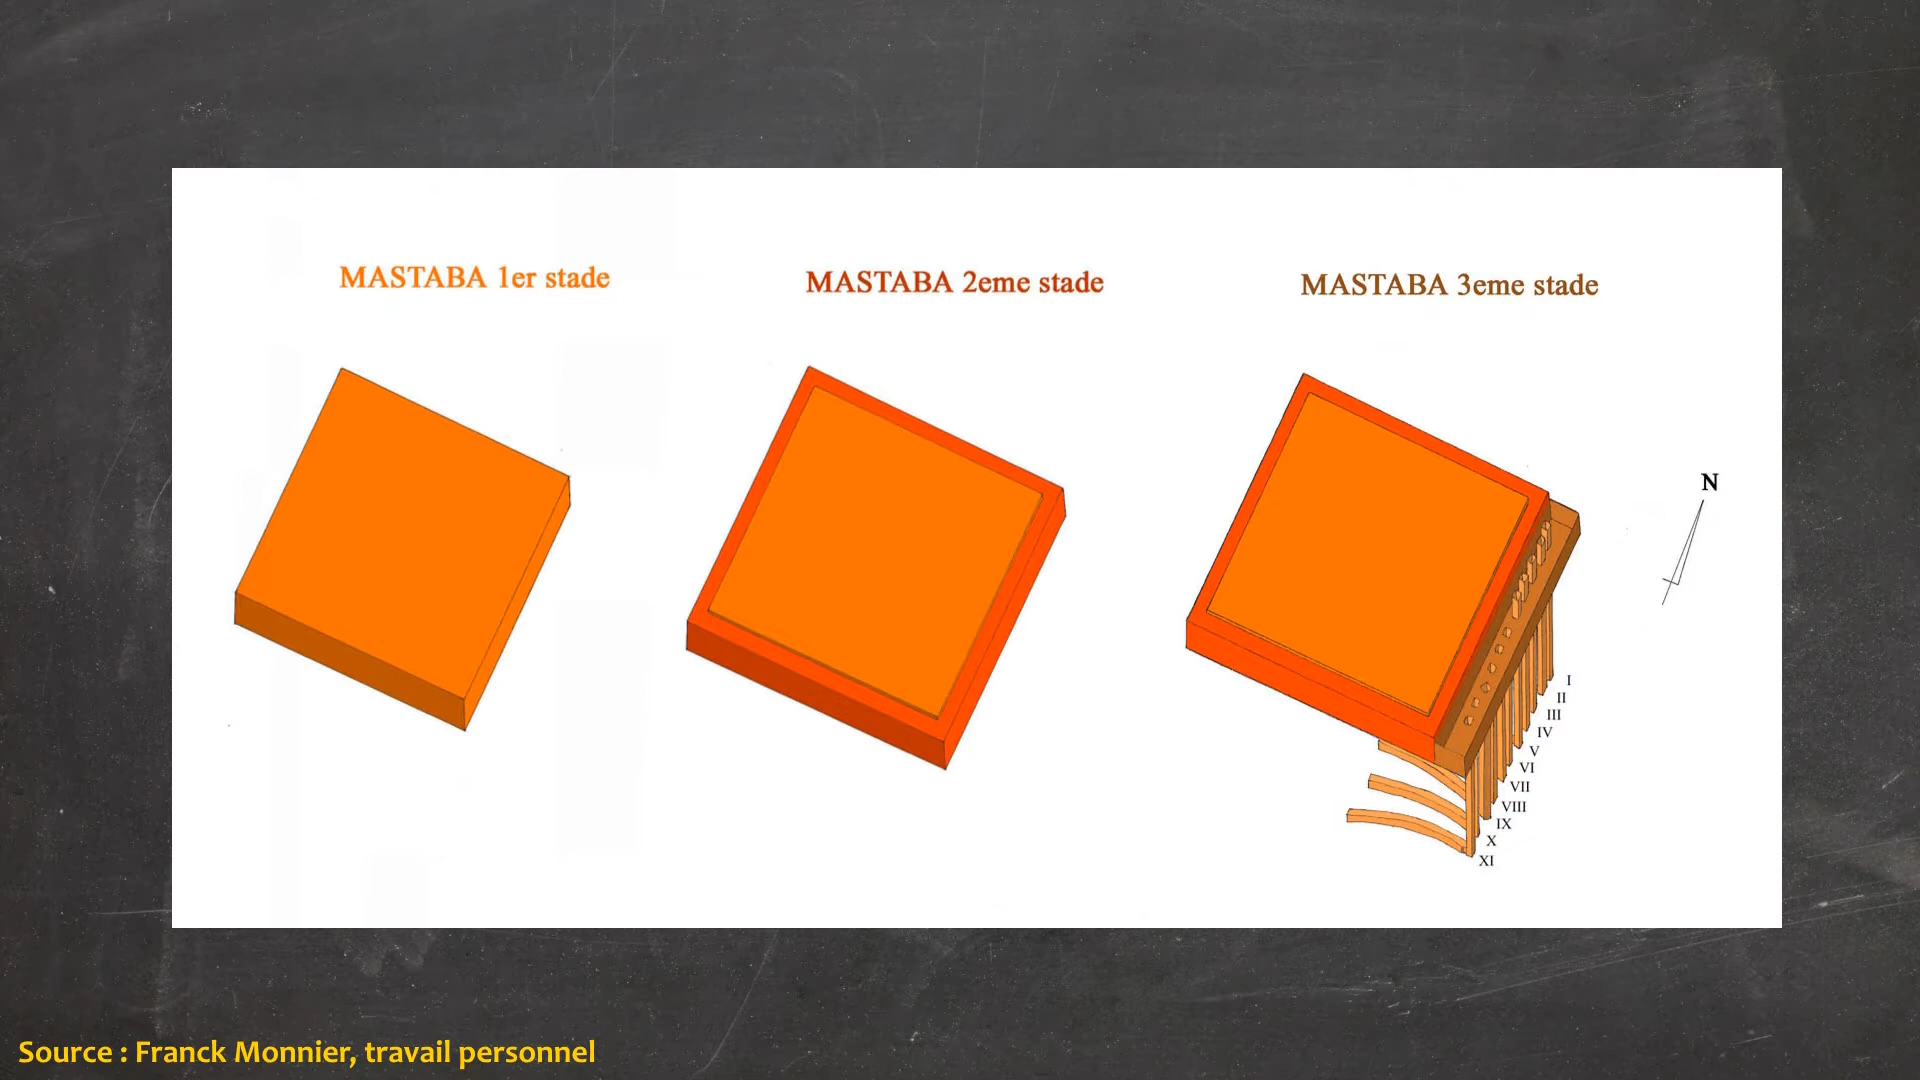 MASTABA 1er stade
MASTABA 2eme stade
MASTABA 3eme stade
N
I
II
III
IV
V
VI
VII
VIII
IX
X
XI
Source : Franck Monnier, travail personnel